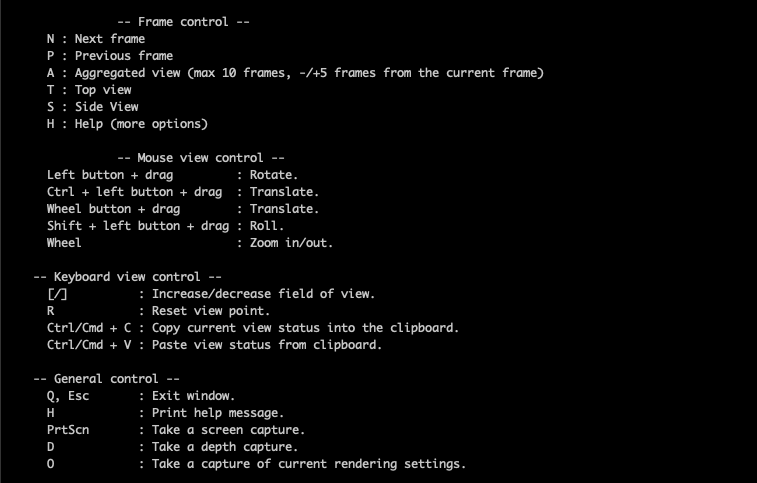 -- Frame control --
N : Next frame
P : Previous frame
A : Aggregated view (max 10 frames, -/+5 frames from the current frame)
T : Top view
S : Side View
H : Help (more options)
-- Mouse view control --
Left button + drag : Rotate.
Ctrl + left button + drag : Translate.
Wheel button + drag : Translate.
Shift + left button + drag : Roll.
Wheel : Zoom in/out.
-- Keyboard view control --
[/] : Increase/decrease field of view.
R : Reset view point.
Ctrl/Cmd + C : Copy current view status into the clipboard.
Ctrl/Cmd + V : Paste view status from clipboard.
-- General control --
Q, Esc : Exit window.
H : Print help message.
PrtScn : Take a screen capture.
D : Take a depth capture.
O : Take a capture of current rendering settings.